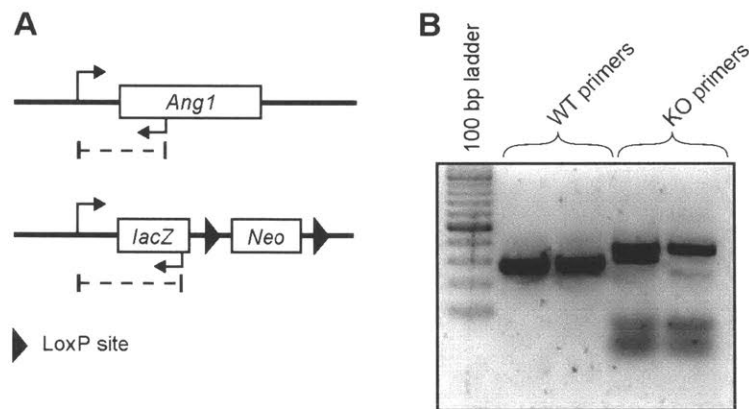 A
Ang1
lacZ
Neo
LoxP site
B
100 bp ladder
WT primers
KO primers